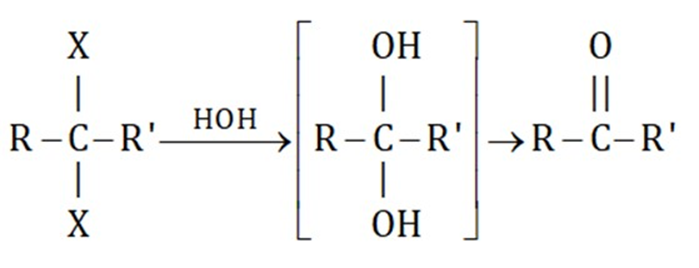 X OH O
| | ||
R–C–R' HOH → [ R–C–R' ] → R–C–R'
| |
X OH